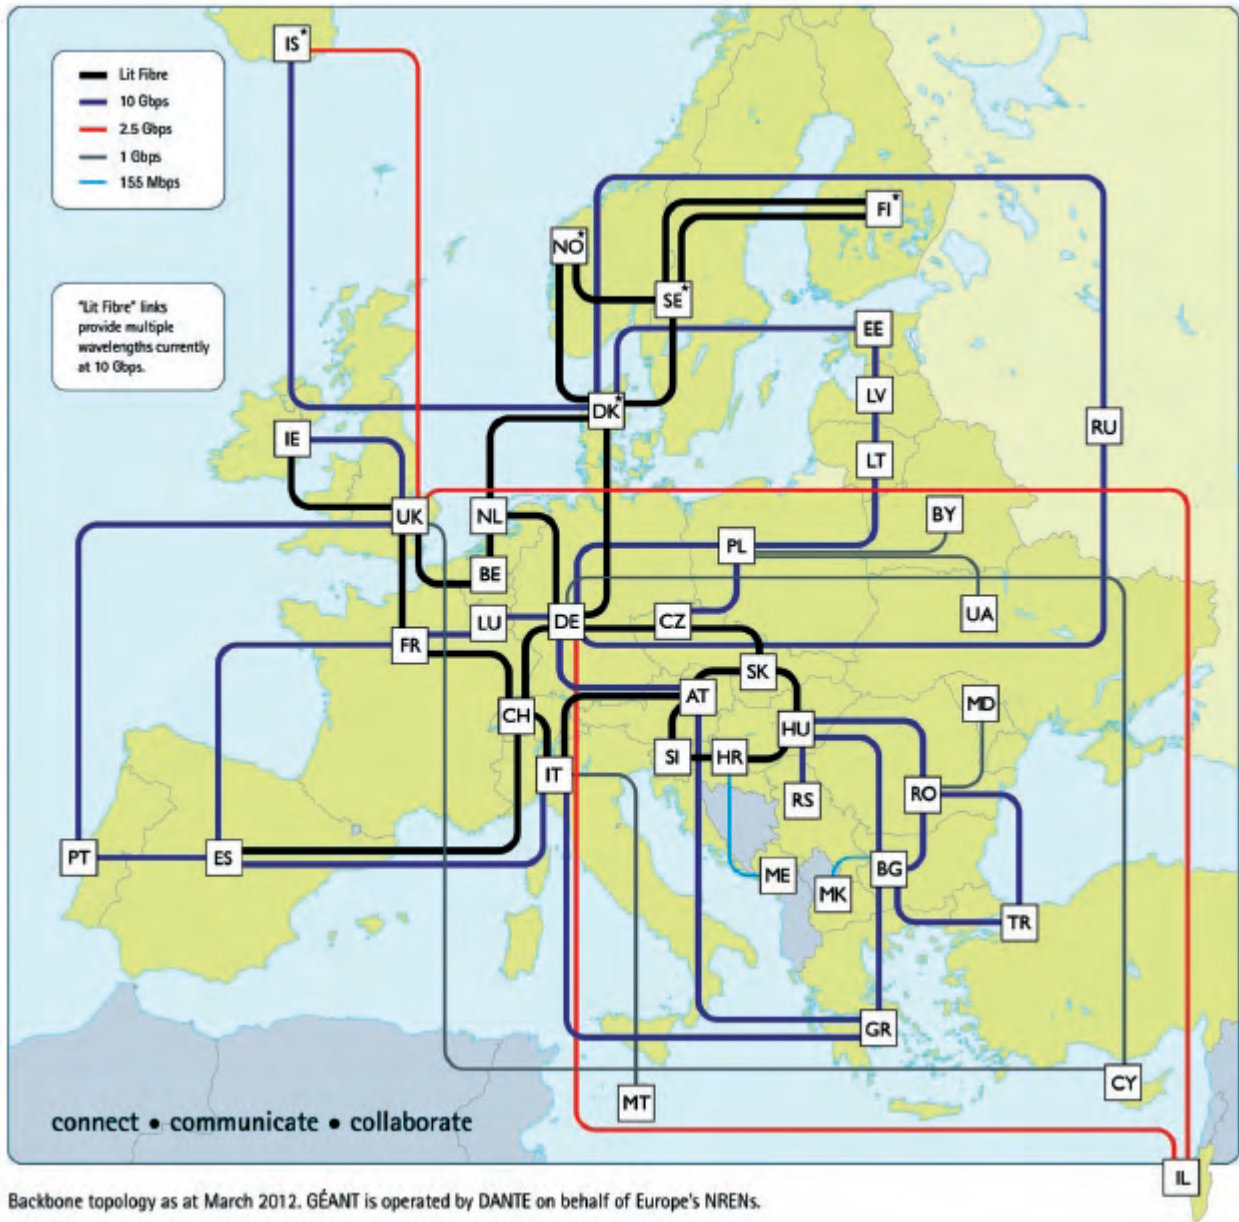 IS*
Lit Fibre
10 Gbps
2.5 Gbps
1 Gbps
155 Mbps
FI*
NO*
"Lit Fibre" links
provide multiple
wavelengths currently
at 10 Gbps.
SE*
EE
LV
DK*
RU
IE
LT
UK
NL
BY
PL
BE
LU
DE
CZ
UA
FR
SK
AT
MD
CH
HU
SI
HR
IT
RS
RO
PT
ES
BG
ME
MK
TR
GR
CY
MT
connect • communicate • collaborate
IL
Backbone topology as at March 2012. GÉANT is operated by DANTE on behalf of Europe's NRENs.